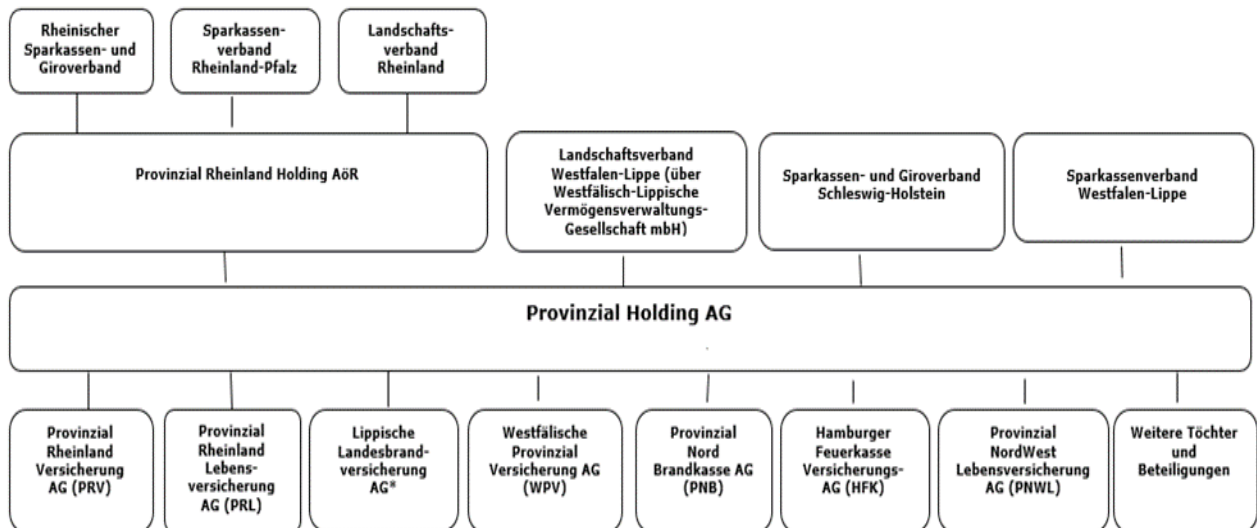 Rheinischer
Sparkassen- und
Giroverband
Sparkassen-
verband
Rheinland-Pfalz
Landschafts-
verband
Rheinland
Provinzial Rheinland Holding AöR
Landschaftsverband
Westfalen-Lippe (über
Westfälisch-Lippische
Vermögensverwaltungs-
Gesellschaft mbH)
Sparkassen- und Giroverband
Schleswig-Holstein
Sparkassenverband
Westfalen-Lippe
Provinzial Holding AG
Provinzial
Rheinland
Versicherung
AG (PRV)
Provinzial
Rheinland
Lebens-
versicherung
AG (PRL)
Lippische
Landesbrand-
versicherung
AG*
Westfälische
Provinzial
Versicherung AG
(WPV)
Provinzial
Nord
Brandkasse AG
(PNB)
Hamburger
Feuerkasse
Versicherungs-
AG (HFK)
Provinzial
NordWest
Lebensversicherung
AG (PNWL)
Weitere Töchter
und
Beteiligungen